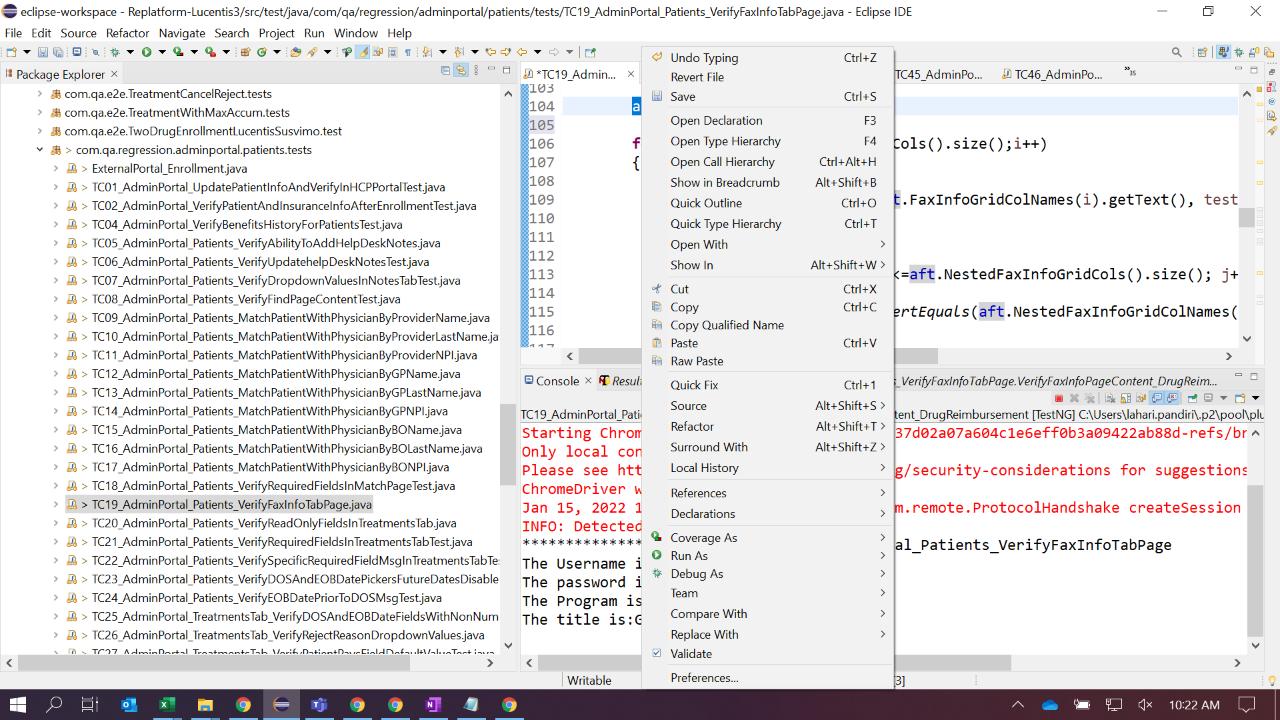 eclipse-workspace - Replatform-Lucentis3/src/test/java/com/qa/regression/adminportal/patients/tests/TC19_AdminPortal_Patients_VerifyFaxInfoTabPage.java - Eclipse IDE
File Edit Source Refactor Navigate Search Project Run Window Help
Package Explorer
com.qa.e2e.TreatmentCancelReject.tests
com.qa.e2e.TreatmentWithMaxAccum.tests
com.qa.e2e.TwoDrugEnrollmentLucentisSusvimo.test
> com.qa.regression.adminportal.patients.tests
ExternalPortal_Enrollment.java
> TC01_AdminPortal_UpdatePatientInfoAndVerifyInHCPPortalTest.java
> TC02_AdminPortal_VerifyPatientAndInsuranceInfoAfterEnrollmentTest.java
> TC04_AdminPortal_VerifyBenefitsHistoryForPatientsTest.java
> TC05_AdminPortal_Patients_VerifyAbilityToAddHelpDeskNotes.java
> TC06_AdminPortal_Patients_VerifyUpdatehelpDeskNotesTest.java
> TC07_AdminPortal_Patients_VerifyDropdownValuesInNotesTabTest.java
> TC08_AdminPortal_Patients_VerifyFindPageContentTest.java
> TC09_AdminPortal_Patients_MatchPatientWithPhysicianByProviderName.java
> TC10_AdminPortal_Patients_MatchPatientWithPhysicianByProviderLastName.java
> TC11_AdminPortal_Patients_MatchPatientWithPhysicianByProviderNPI.java
> TC12_AdminPortal_Patients_MatchPatientWithPhysicianByGPName.java
> TC13_AdminPortal_Patients_MatchPatientWithPhysicianByGPLastName.java
> TC14_AdminPortal_Patients_MatchPatientWithPhysicianByGPNPI.java
> TC15_AdminPortal_Patients_MatchPatientWithPhysicianByBOName.java
> TC16_AdminPortal_Patients_MatchPatientWithPhysicianByBOLastName.java
> TC17_AdminPortal_Patients_MatchPatientWithPhysicianByBONPI.java
> TC18_AdminPortal_Patients_VerifyRequiredFieldsInMatchPageTest.java
> TC19_AdminPortal_Patients_VerifyFaxInfoTabPage.java
> TC20_AdminPortal_Patients_VerifyReadOnlyFieldsInTreatmentsTab.java
> TC21_AdminPortal_Patients_VerifyRequiredFieldsInTreatmentsTabTest.java
> TC22_AdminPortal_Patients_VerifySpecificRequiredFieldMsgInTreatmentsTabTe
> TC23_AdminPortal_Patients_VerifyDOSAndEOBDatePickersFutureDatesDisable
> TC24_AdminPortal_Patients_VerifyEOBDatePriorToDOSMsgTest.java
> TC25_AdminPortal_TreatmentsTab_VerifyDOSAndEOBDateFieldsWithNonNum
> TC26_AdminPortal_TreatmentsTab_VerifyRejectReasonDropdownValues.java
> TC27_AdminPortal_TreatmentsTab_VerifyPatientPaysFieldDefaultValueTest.java
*TC19_Admin... TC45_AdminPo... TC46_AdminPo... »35
103
104 a
105
106 f Cols().size();i++)
107 {
108
109 t.FaxInfoGridColNames(i).getText(), test
110
111
112
113 <=aft.NestedFaxInfoGridCols().size(); j+
114
115 ertEquals(aft.NestedFaxInfoGridColNames(
116
117
Undo Typing Ctrl+Z
Revert File
Save Ctrl+S
Open Declaration F3
Open Type Hierarchy F4
Open Call Hierarchy Ctrl+Alt+H
Show in Breadcrumb Alt+Shift+B
Quick Outline Ctrl+O
Quick Type Hierarchy Ctrl+T
Open With
Show In Alt+Shift+W
Cut Ctrl+X
Copy Ctrl+C
Copy Qualified Name
Paste Ctrl+V
Raw Paste
Quick Fix Ctrl+1
Source Alt+Shift+S
Refactor Alt+Shift+T
Surround With Alt+Shift+Z
Local History
References
Declarations
Coverage As
Run As
Debug As
Team
Compare With
Replace With
Validate
Preferences...
Console Result s_VerifyFaxInfoTabPage.VerifyFaxInfoPageContent_DrugReim...
TC19_AdminPortal_Pati tent_DrugReimbursement [TestNG] C:\Users\lahari.pandiri\.p2\pool\plu
Starting Chrom 37d02a07a604c1e6eff0b3a09422ab88d-refs/br
Only local con
Please see htt g/security-considerations for suggestions
ChromeDriver w
Jan 15, 2022 1 m.remote.ProtocolHandshake createSession
INFO: Detected
************** al_Patients_VerifyFaxInfoTabPage
The Username i
The password i
The Program is
The title is:G
Writable 3]
10:22 AM